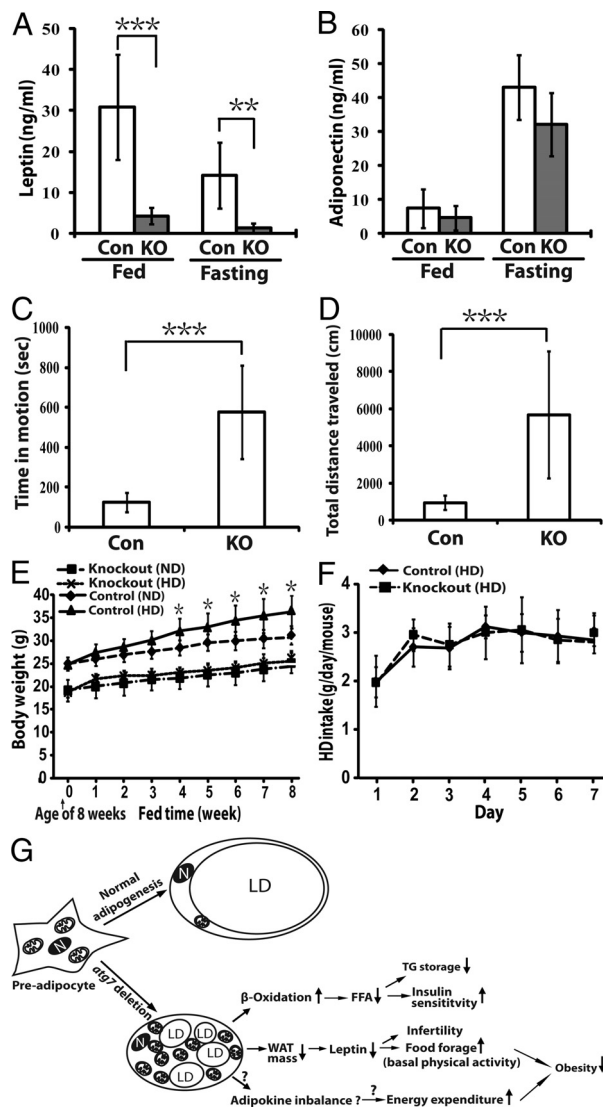 A
Leptin (ng/ml)
50
40
30
20
10
0
***
**
Con KO Con KO
Fed Fasting
B
Adiponectin (ng/ml)
60
50
40
30
20
10
0
Con KO Con KO
Fed Fasting
C
Time in motion (sec)
1000
800
600
400
200
0
***
Con KO
D
Total distance traveled (cm)
10000
8000
6000
4000
2000
0
***
Con KO
E
Knockout (ND)
Knockout (HD)
Control (ND)
Control (HD)
Body weight (g)
40
35
30
25
20
15
10
5
0
* * * * *
0 1 2 3 4 5 6 7 8
Age of 8 weeks Fed time (week)
F
Control (HD)
Knockout (HD)
HD intake (g/day/mouse)
4
3
2
1
0
1 2 3 4 5 6 7
Day
G
Normal
adipogenesis
N
LD
N
Pre-adipocyte
atg7 deletion
N
LD
LD
LD
LD
β-Oxidation
FFA
TG storage
Insulin
sensitivtiy
WAT
mass
Leptin
Infertility
Food forage
(basal physical activity)
Obesity
?
Adipokine inbalance ?
?
Energy expenditure